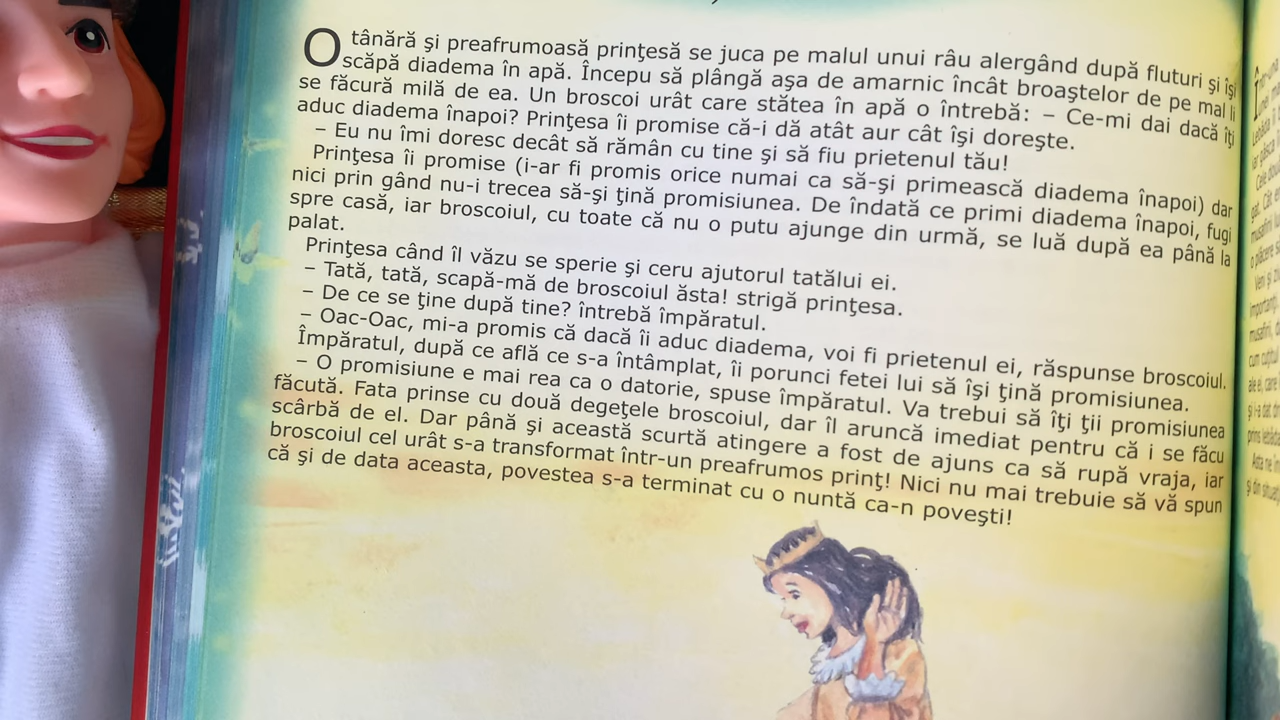 O tânără şi preafrumoasă prinţesă se juca pe malul unui râu alergând după fluturi şi îşi
scăpă diadema în apă. Începu să plângă aşa de amarnic încât broaştelor de pe mal li
se făcură milă de ea. Un broscoi urât care stătea în apă o întrebă: – Ce-mi dai dacă îţi
aduc diadema înapoi? Prinţesa îi promise că-i dă atât aur cât îşi doreşte.
– Eu nu îmi doresc decât să rămân cu tine şi să fiu prietenul tău!
Prinţesa îi promise (i-ar fi promis orice numai ca să-şi primească diadema înapoi) dar
nici prin gând nu-i trecea să-şi ţină promisiunea. De îndată ce primi diadema înapoi, fugi
spre casă, iar broscoiul, cu toate că nu o putu ajunge din urmă, se luă după ea până la
palat.
Prinţesa când îl văzu se sperie şi ceru ajutorul tatălui ei.
– Tată, tată, scapă-mă de broscoiul ăsta! strigă prinţesa.
– De ce se ţine după tine? întrebă împăratul.
– Oac-Oac, mi-a promis că dacă îi aduc diadema, voi fi prietenul ei, răspunse broscoiul.
Împăratul, după ce află ce s-a întâmplat, îi porunci fetei lui să îşi ţină promisiunea.
– O promisiune e mai rea ca o datorie, spuse împăratul. Va trebui să îţi ţii promisiunea
făcută. Fata prinse cu două degeţele broscoiul, dar îl aruncă imediat pentru că i se făcu
scârbă de el. Dar până şi această scurtă atingere a fost de ajuns ca să rupă vraja, iar
broscoiul cel urât s-a transformat într-un preafrumos prinţ! Nici nu mai trebuie să vă spun
că şi de data aceasta, povestea s-a terminat cu o nuntă ca-n poveşti!